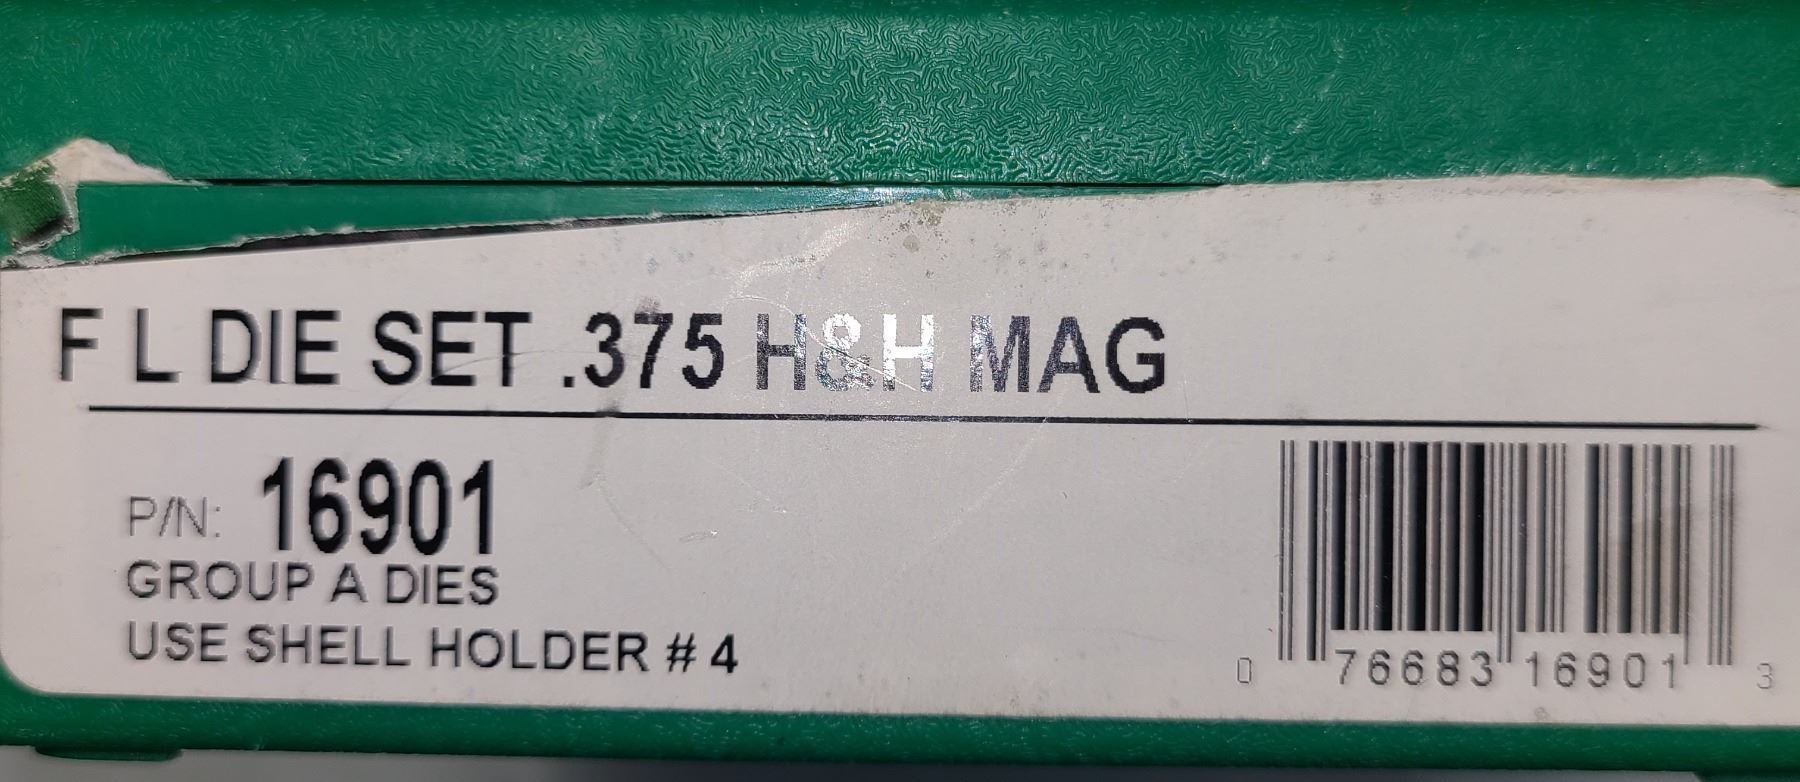 F L DIE SET .375 H&H MAG
P/N: 16901
GROUP A DIES
USE SHELL HOLDER # 4
0 76683 16901 3